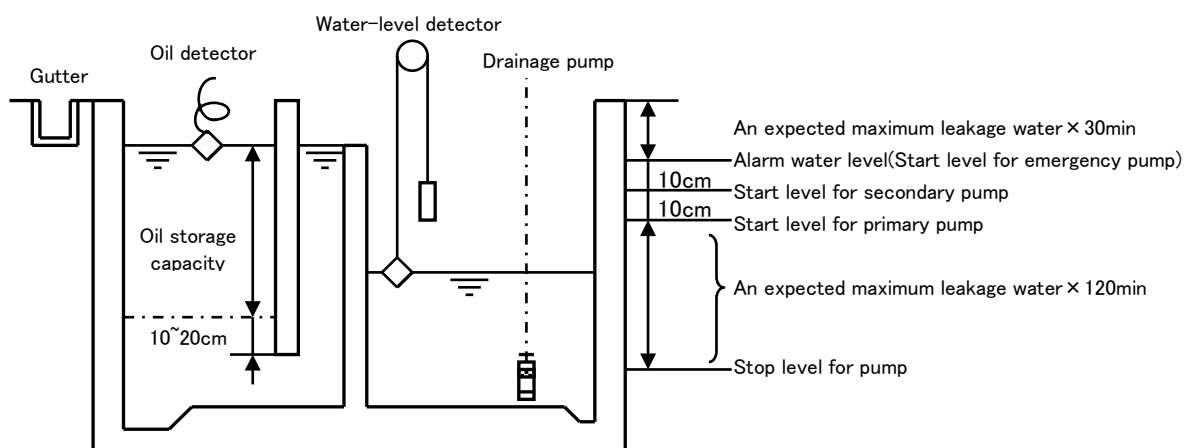 Water-level detector
Oil detector
Drainage pump
Gutter
An expected maximum leakage water×30min
Alarm water level(Start level for emergency pump)
10cm
Start level for secondary pump
10cm
Start level for primary pump
Oil storage
capacity
An expected maximum leakage water×120min
10~20cm
Stop level for pump